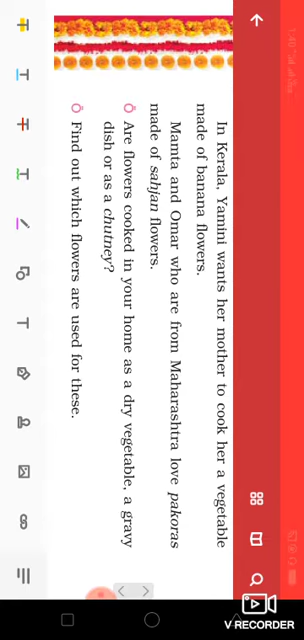 In Kerala, Yamini wants her mother to cook her a vegetable
made of banana flowers.
Mamta and Omar who are from Maharashtra love pakoras
made of sahjan flowers.
Are flowers cooked in your home as a dry vegetable, a gravy
dish or as a chutney?
Find out which flowers are used for these.
V RECORDER